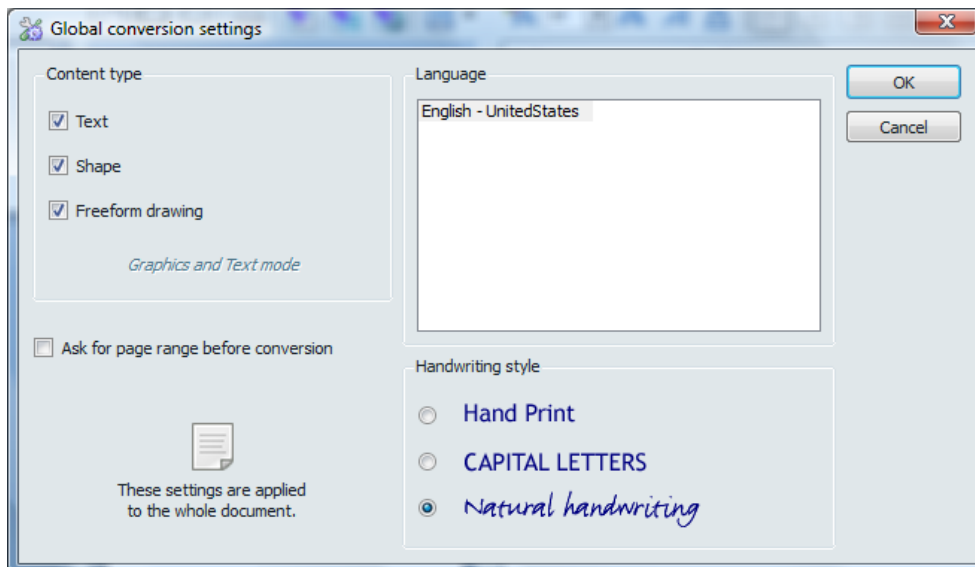 Global conversion settings
Content type
Text
Shape
Freeform drawing
Graphics and Text mode
Ask for page range before conversion
These settings are applied
to the whole document.
Language
English - UnitedStates
Handwriting style
Hand Print
CAPITAL LETTERS
Natural handwriting
OK
Cancel